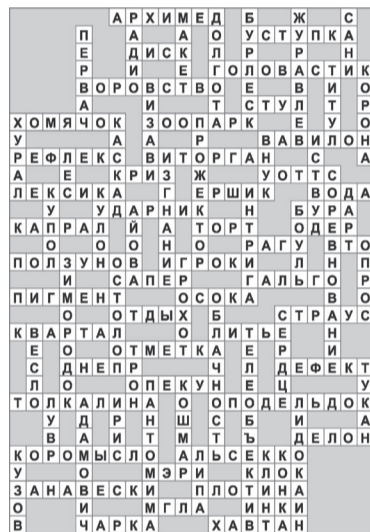 АРХИМЕД Б Ж С
П А А О УСТУПКА
Е ДИСК Л Р Р Н
Р И Е ГОЛОВАСТИК
ВОРОВСТВО Е В И О
А И Т СТУЛ Т Р
ХОМЯЧОК ЗООПАРК Е У О
У А А Р ВАВИЛОН
РЕФЛЕКС ВИТОРГАН С А
А Е КРИЗ Ж УОТТС
ЛЕКСИКА Г ЕРШИК ВОДА
У УДАРНИК Н БУРА
КАПРАЛ Й А ТОРТ ОДЕР
О О О Н О РАГУ ВТО
ПОЛЗУНОВ ИГРОКИ Л Н П
И САПЕР ГАЛЬГО Р
ПИГМЕНТ ОСОКА В О
О ОТДЫХ Б СТРАУС
КВАРТАЛ О ЛИТЬЕ Н
Е О ОТМЕТКА Е Р И
С ДНЕПР Ч Л ДЕФЕКТ
Л О ОПЕКУН Е Ц У
ТОЛКАЛИНА О ОПОДЕЛЬДОК
У Д Р Н Ш С Б И А
В А И Т М Т Ъ ДЕЛОН
КОРОМЫСЛО АЛЬСЕККО
У О МЭРИ КЛОК
ЗАНАВЕСКИ ПЛОТИНА
О И МГЛА ИНКИ
В ЧАРКА ХАВТАН